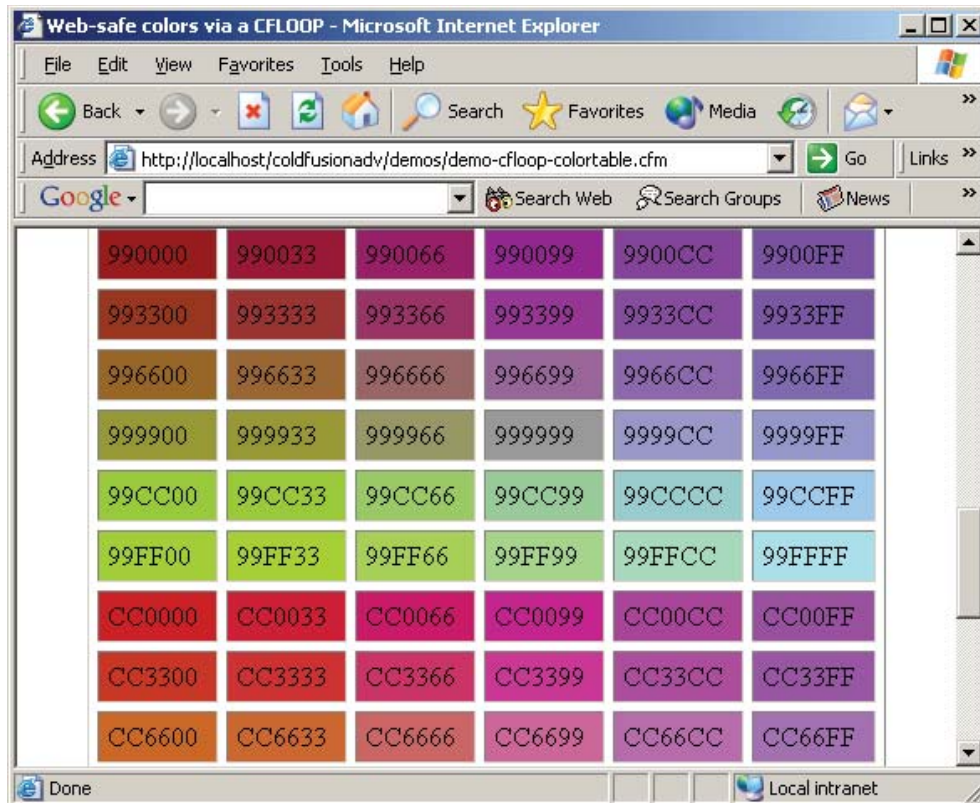 Web-safe colors via a CFLOOP - Microsoft Internet Explorer
File Edit View Favorites Tools Help
Back Search Favorites Media »
Address http://localhost/coldfusionadv/demos/demo-cfloop-colortable.cfm Go Links »
Google Search Web Search Groups News »
990000 990033 990066 990099 9900CC 9900FF
993300 993333 993366 993399 9933CC 9933FF
996600 996633 996666 996699 9966CC 9966FF
999900 999933 999966 999999 9999CC 9999FF
99CC00 99CC33 99CC66 99CC99 99CCCC 99CCFF
99FF00 99FF33 99FF66 99FF99 99FFCC 99FFFF
CC0000 CC0033 CC0066 CC0099 CC00CC CC00FF
CC3300 CC3333 CC3366 CC3399 CC33CC CC33FF
CC6600 CC6633 CC6666 CC6699 CC66CC CC66FF
Done Local intranet